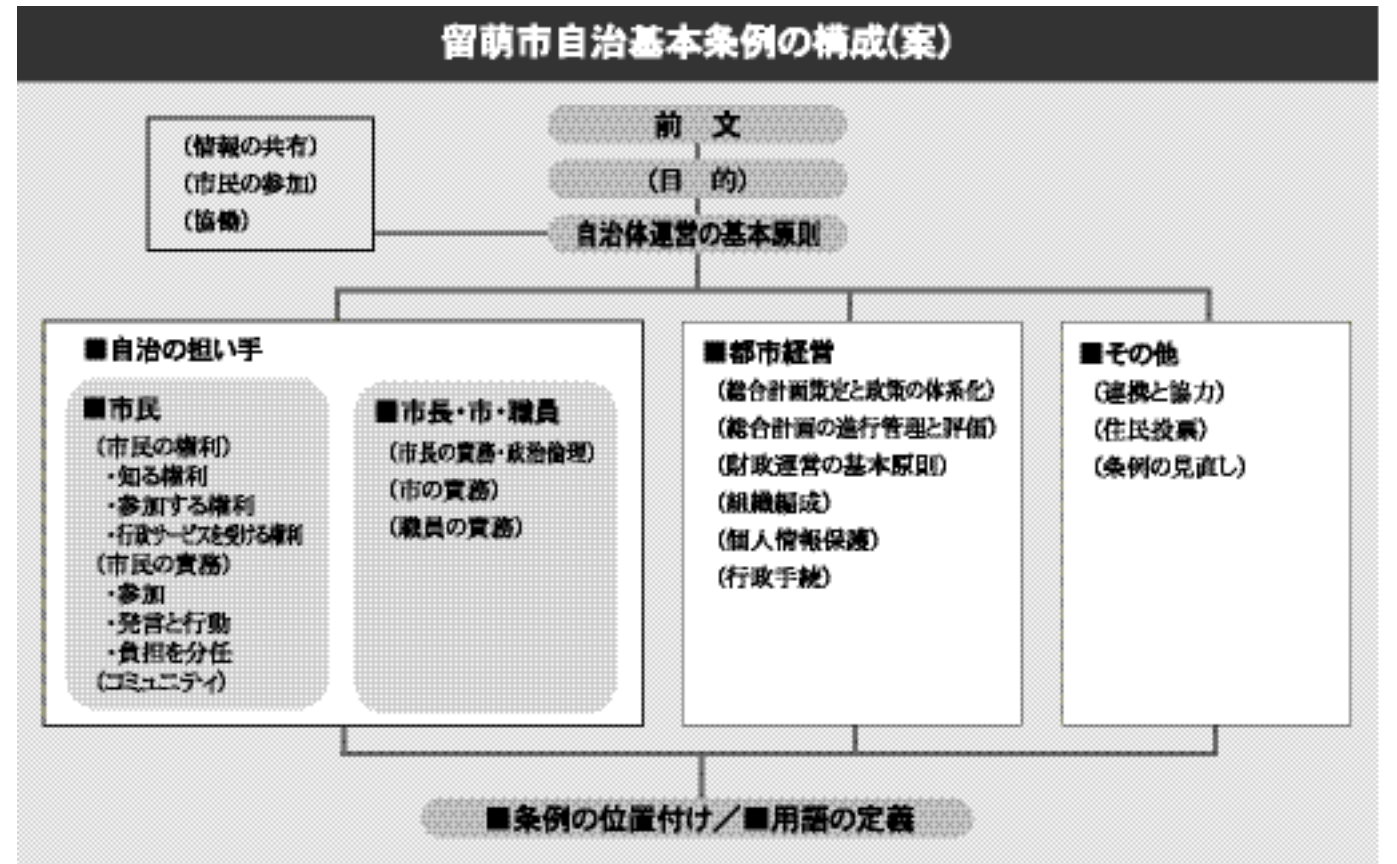 留萌市自治基本条例の構成(案)
前 文
(目 的)
自治体運営の基本原則
(情報の共有)
(市民の参加)
(協働)
■自治の担い手
■市民
(市民の権利)
・知る権利
・参加する権利
・行政サービスを受ける権利
(市民の責務)
・参加
・発言と行動
・負担を分任
(コミュニティ)
■市長・市・職員
(市長の責務・政治倫理)
(市の責務)
(職員の責務)
■都市経営
(総合計画策定と政策の体系化)
(総合計画の進行管理と評価)
(財政運営の基本原則)
(組織編成)
(個人情報保護)
(行政手続)
■その他
(連携と協力)
(住民投票)
(条例の見直し)
■条例の位置付け/■用語の定義